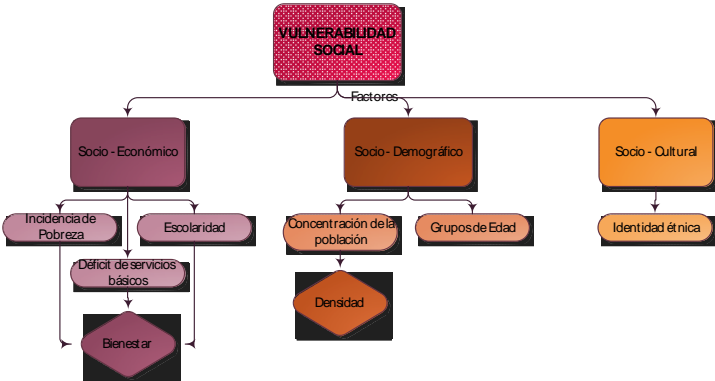 VULNERABILIDAD
SOCIAL
Factores
Socio - Económico
Socio - Demográfico
Socio - Cultural
Incidencia de
Pobreza
Escolaridad
Concentración de la
población
Grupos de Edad
Identidad étnica
Déficit de servicios
básicos
Densidad
Bienestar